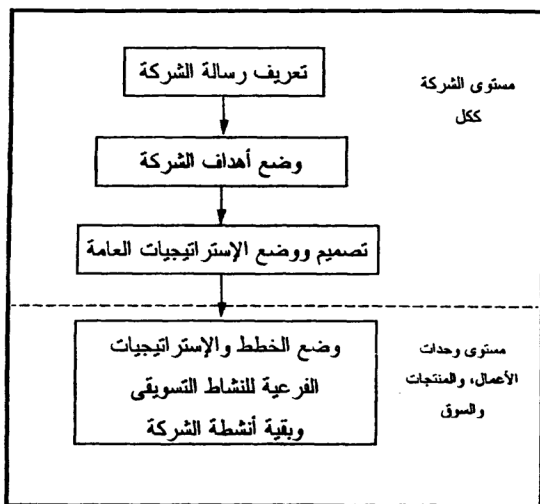 تعريف رسالة الشركة
مستوى الشركة
ككل
وضع أهداف الشركة
تصميم ووضع الإستراتيجيات العامة
وضع الخطط والإستراتيجيات
الفرعية للنشاط التسويقى
وبقية أنشطة الشركة
مستوى وحدات
الأعمال، والمنتجات
والسوق